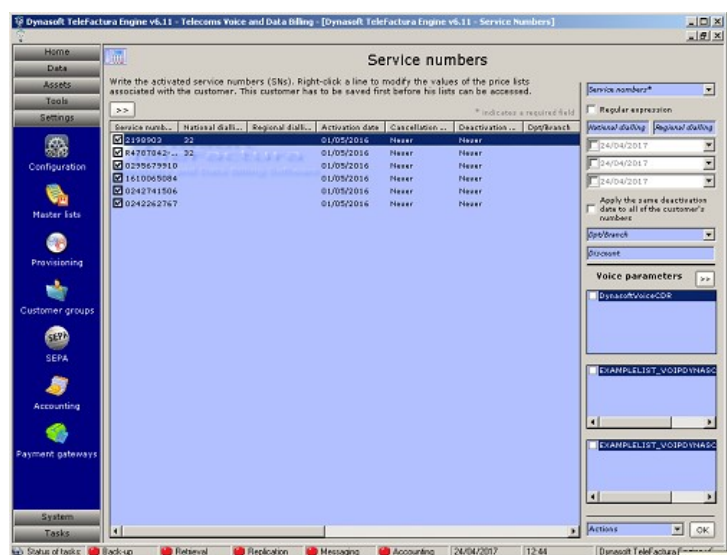 Dynasoft TeleFactura Engine v6.11 - Telecoms Voice and Data Billing - [Dynasoft TeleFactura Engine v6.11 - Service Numbers]
Home
Data
Assets
Tools
Settings
Configuration
Master lists
Provisioning
Customer groups
SEPA
SEPA
Accounting
Payment gateways
System
Tasks
Service numbers
Write the activated service numbers (SNs). Right-click a line to modify the values of the price lists
associated with the customer. This customer has to be saved first before his lists can be accessed.
>>
* indicates a required field
Service numb... National dialli... Regional dialli... Activation date Cancellation ... Deactivation ... Dpt/Branch
2198903 32 01/05/2016 Never Never
R4787842-... 32 01/05/2016 Never Never
0295679910 01/05/2016 Never Never
1610065084 01/05/2016 Never Never
0242741506 01/05/2016 Never Never
0242262767 01/05/2016 Never Never
Service numbers*
Regular expression
National dialling Regional dialling
24/04/2017
24/04/2017
24/04/2017
Apply the same deactivation
date to all of the customer's
numbers
Dpt/Branch
Discount
Voice parameters >>
DynasoftVoiceCDR
EXAMPLELIST_VOIPDYNASC
EXAMPLELIST_VOIPDYNASC
Actions OK
Status of tasks: Back-up Retrieval Replication Messaging Accounting 24/04/2017 12:44 Dynasoft TeleFactura